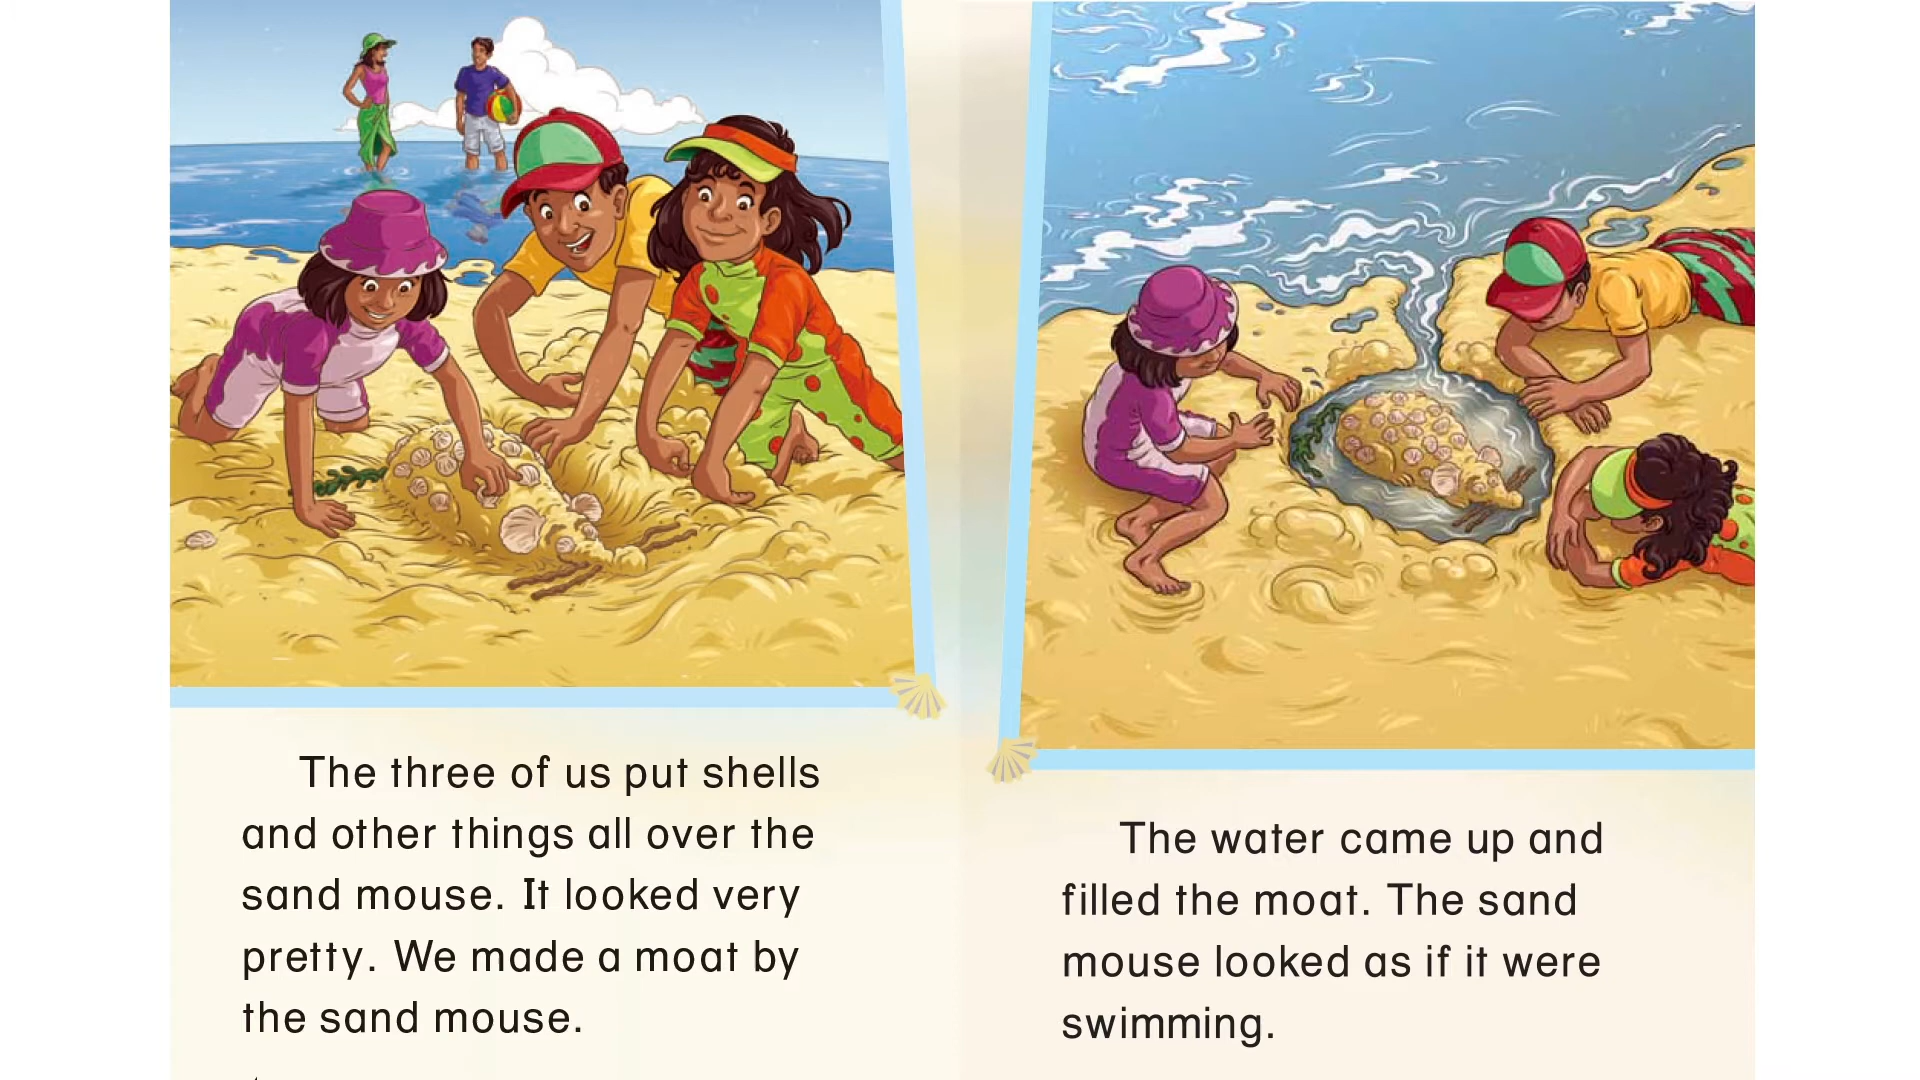 The three of us put shells
and other things all over the
sand mouse. It looked very
pretty. We made a moat by
the sand mouse.
The water came up and
filled the moat. The sand
mouse looked as if it were
swimming.